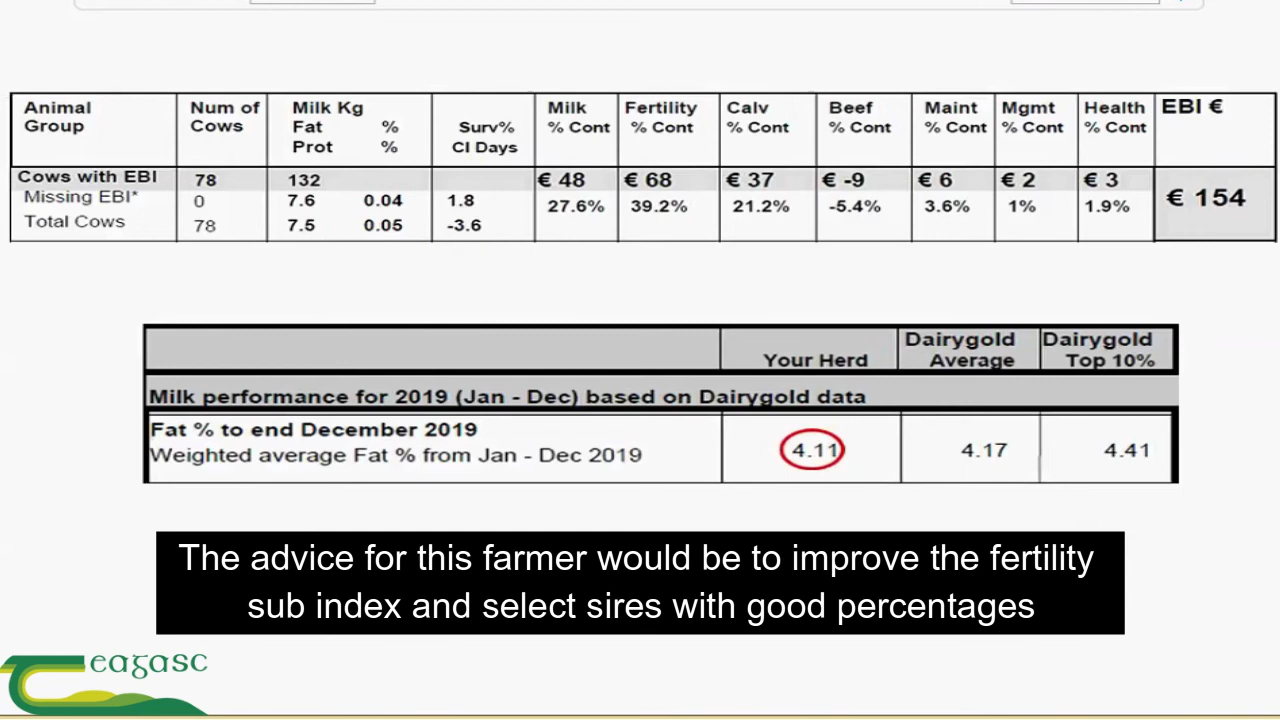 Animal Num of Milk Kg Milk Fertility Calv Beef Maint Mgmt Health EBI €
Group Cows Fat % Surv% % Cont % Cont % Cont % Cont % Cont % Cont % Cont
Prot % CI Days
Cows with EBI 78 132 € 48 € 68 € 37 € -9 € 6 € 2 € 3 € 154
Missing EBI* 0 7.6 0.04 1.8 27.6% 39.2% 21.2% -5.4% 3.6% 1% 1.9%
Total Cows 78 7.5 0.05 -3.6
Your Herd Dairygold Average Dairygold Top 10%
Milk performance for 2019 (Jan - Dec) based on Dairygold data
Fat % to end December 2019
Weighted average Fat % from Jan - Dec 2019 4.11 4.17 4.41
The advice for this farmer would be to improve the fertility
sub index and select sires with good percentages
eagasc